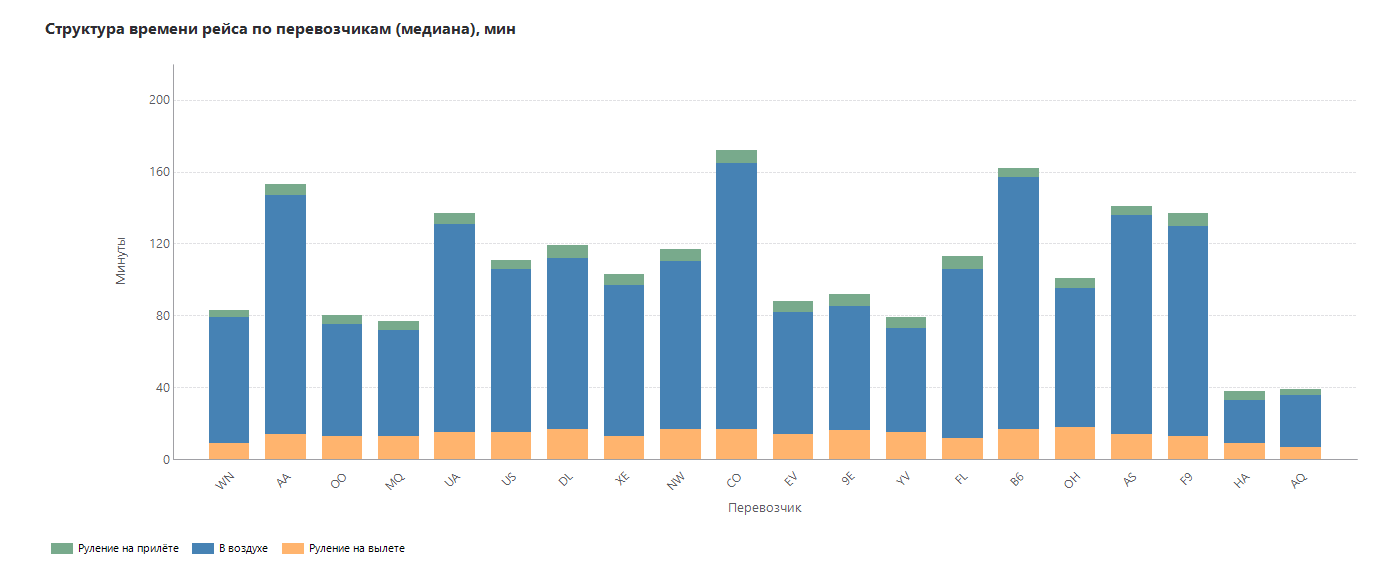 Структура времени рейса по перевозчикам (медиана), мин
Минуты
200
160
120
80
40
0
WN AA OO MQ UA US DL XE NW CO EV 9E YV FL B6 OH AS F9 HA AQ
Перевозчик
Руление на прилёте В воздухе Руление на вылете